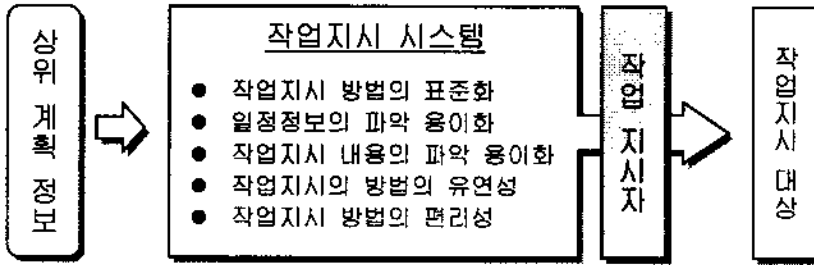 상위 계획 정보
작업지시 시스템
● 작업지시 방법의 표준화
● 일정정보의 파악 용이화
● 작업지시 내용의 파악 용이화
● 작업지시의 방법의 유연성
● 작업지시 방법의 편리성
작업 지시자
작업지시 대상